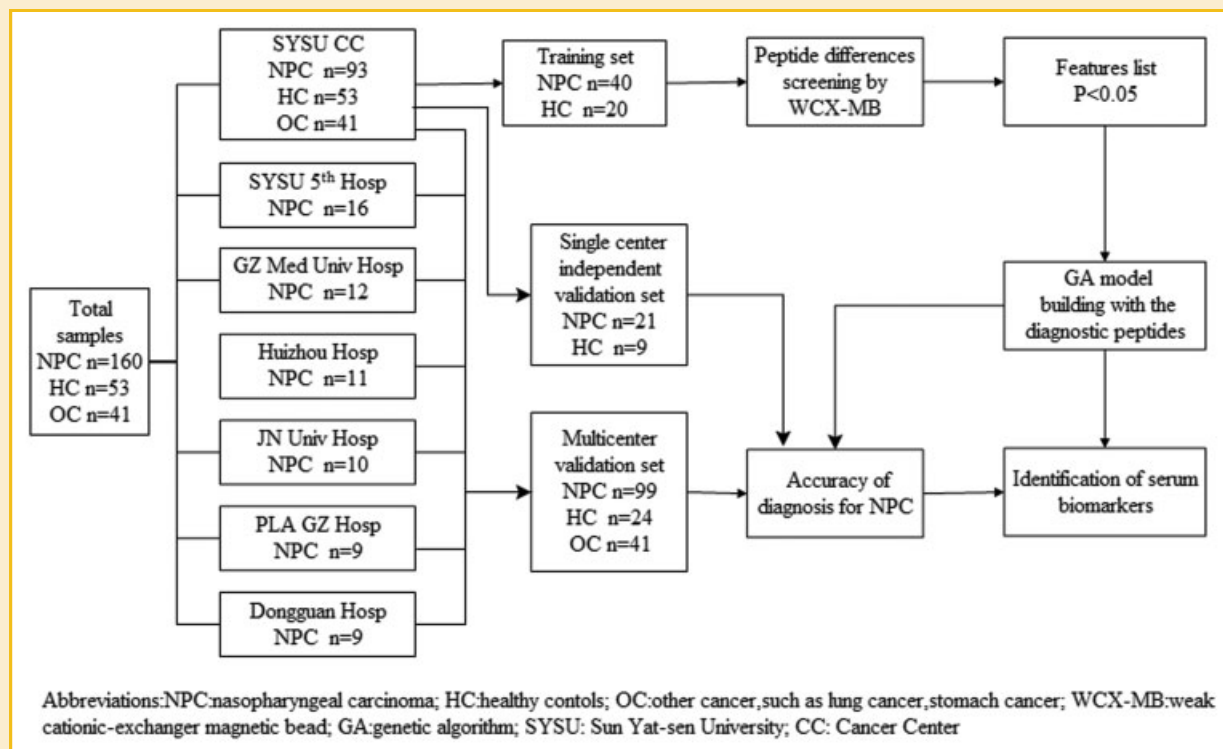 Total
samples
NPC n=160
HC n=53
OC n=41
SYSU CC
NPC n=93
HC n=53
OC n=41
SYSU 5th Hosp
NPC n=16
GZ Med Univ Hosp
NPC n=12
Huizhou Hosp
NPC n=11
JN Univ Hosp
NPC n=10
PLA GZ Hosp
NPC n=9
Dongguan Hosp
NPC n=9
Training set
NPC n=40
HC n=20
Single center
independent
validation set
NPC n=21
HC n=9
Multicenter
validation set
NPC n=99
HC n=24
OC n=41
Peptide differences
screening by
WCX-MB
Features list
P<0.05
GA model
building with the
diagnostic peptides
Accuracy of
diagnosis for NPC
Identification of serum
biomarkers
Abbreviations:NPC:nasopharyngeal carcinoma; HC:healthy contols; OC:other cancer,such as lung cancer,stomach cancer; WCX-MB:weak
cationic-exchanger magnetic bead; GA:genetic algorithm; SYSU: Sun Yat-sen University; CC: Cancer Center